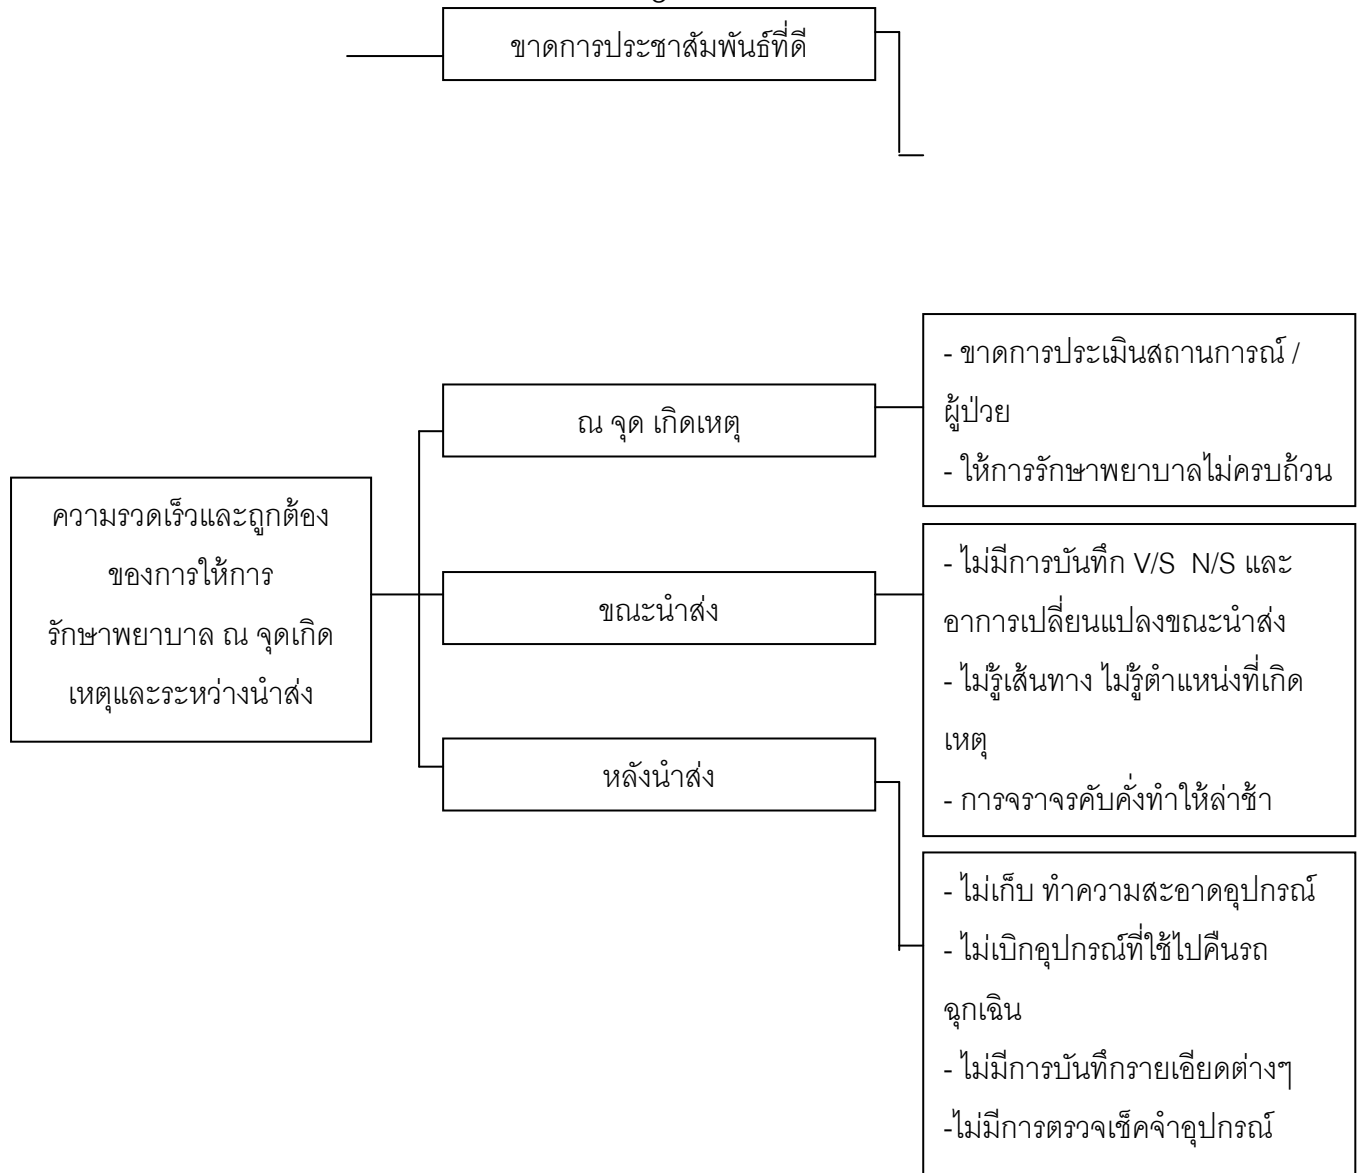 ขาดการประชาสัมพันธ์ที่ดี
- ขาดการประเมินสถานการณ์ /
ผู้ป่วย
- ให้การรักษาพยาบาลไม่ครบถ้วน
ณ จุด เกิดเหตุ
ความรวดเร็วและถูกต้อง
ของการให้การ
รักษาพยาบาล ณ จุดเกิด
เหตุและระหว่างนำส่ง
ขณะนำส่ง
- ไม่มีการบันทึก V/S N/S และ
อาการเปลี่ยนแปลงขณะนำส่ง
- ไม่รู้เส้นทาง ไม่รู้ตำแหน่งที่เกิด
เหตุ
- การจราจรคับคั่งทำให้ล่าช้า
หลังนำส่ง
- ไม่เก็บ ทำความสะอาดอุปกรณ์
- ไม่เบิกอุปกรณ์ที่ใช้ไปคืนรถ
ฉุกเฉิน
- ไม่มีการบันทึกรายเอียดต่างๆ
-ไม่มีการตรวจเช็คจำอุปกรณ์